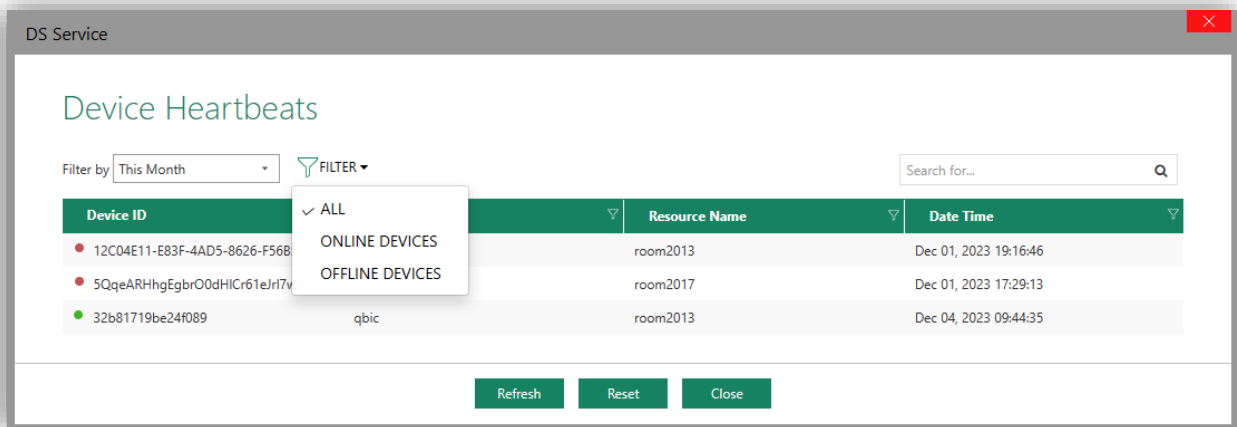 DS Service
Device Heartbeats
Filter by This Month FILTER Search for...
ALL
ONLINE DEVICES
OFFLINE DEVICES
Device ID Resource Name Date Time
12C04E11-E83F-4AD5-8626-F56B room2013 Dec 01, 2023 19:16:46
room2017 Dec 01, 2023 17:29:13
32b81719be24f089 qbic room2013 Dec 04, 2023 09:44:35
Refresh Reset Close